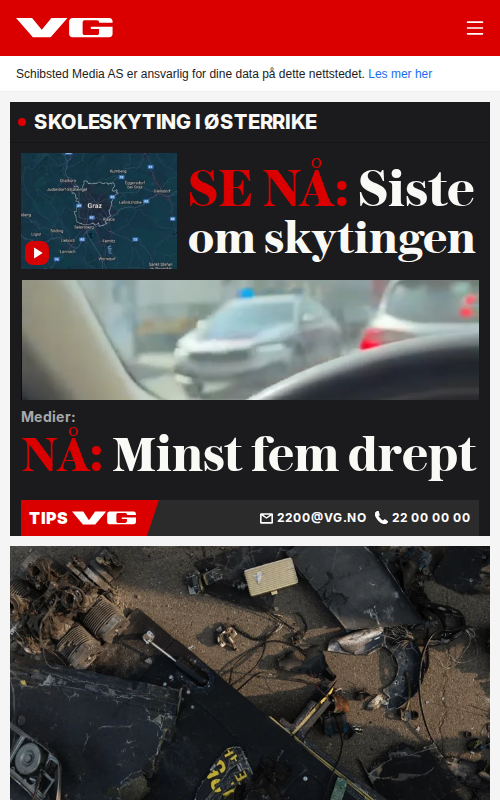 VG
Schibsted Media AS er ansvarlig for dine data på dette nettstedet. Les mer her
SKOLESKYTING I ØSTERRIKE
Graz
SE NÅ: Siste
om skytingen
Medier:
NÅ: Minst fem drept
TIPS VG 2200@VG.NO 22 00 00 00